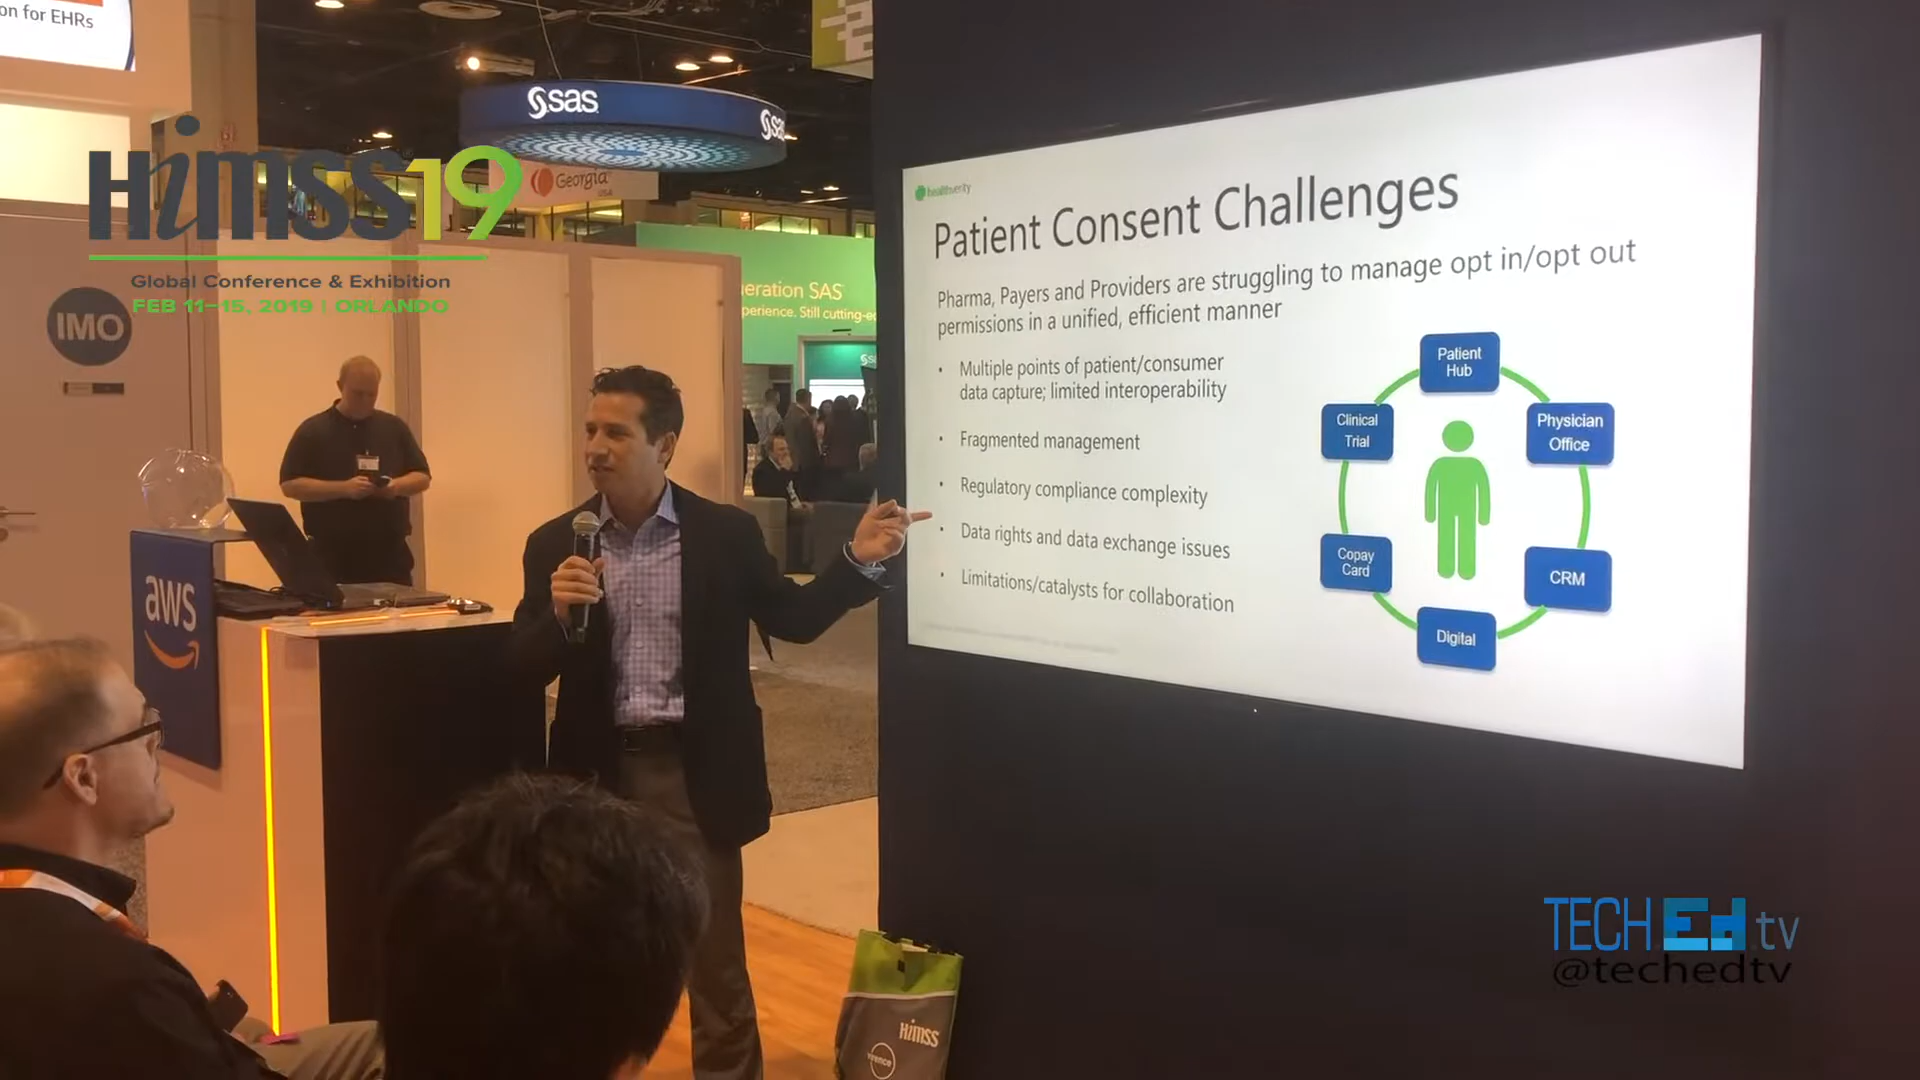 on for EHRs
HiMSS19
Global Conference & Exhibition
FEB 11–15, 2019 | ORLANDO
IMO
sas
sas
Georgia
USA
eration SAS
perience. Still cutting-e
aws
healthverity
Patient Consent Challenges
Pharma, Payers and Providers are struggling to manage opt in/opt out
permissions in a unified, efficient manner
• Multiple points of patient/consumer
data capture; limited interoperability
• Fragmented management
• Regulatory compliance complexity
• Data rights and data exchange issues
• Limitations/catalysts for collaboration
Patient
Hub
Physician
Office
CRM
Digital
Copay
Card
Clinical
Trial
HiMSS
TECH.Ed.tv
@techedtv